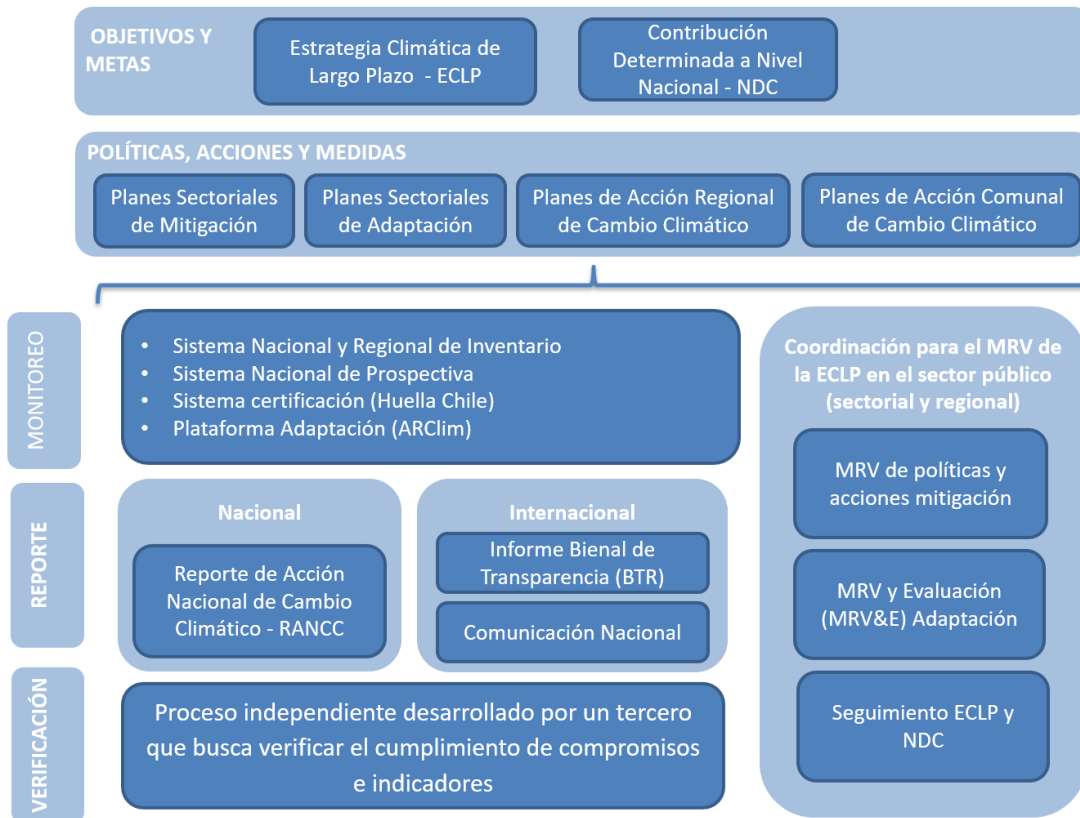 OBJETIVOS Y
METAS
Estrategia Climática de
Largo Plazo - ECLP
Contribución
Determinada a Nivel
Nacional - NDC
POLÍTICAS, ACCIONES Y MEDIDAS
Planes Sectoriales
de Mitigación
Planes Sectoriales
de Adaptación
Planes de Acción Regional
de Cambio Climático
Planes de Acción Comunal
de Cambio Climático
MONITOREO
• Sistema Nacional y Regional de Inventario
• Sistema Nacional de Prospectiva
• Sistema certificación (Huella Chile)
• Plataforma Adaptación (ARClim)
REPORTE
Nacional
Reporte de Acción
Nacional de Cambio
Climático - RANCC
Internacional
Informe Bienal de
Transparencia (BTR)
Comunicación Nacional
VERIFICACIÓN
Proceso independiente desarrollado por un tercero
que busca verificar el cumplimiento de compromisos
e indicadores
Coordinación para el MRV de
la ECLP en el sector público
(sectorial y regional)
MRV de políticas y
acciones mitigación
MRV y Evaluación
(MRV&E) Adaptación
Seguimiento ECLP y
NDC